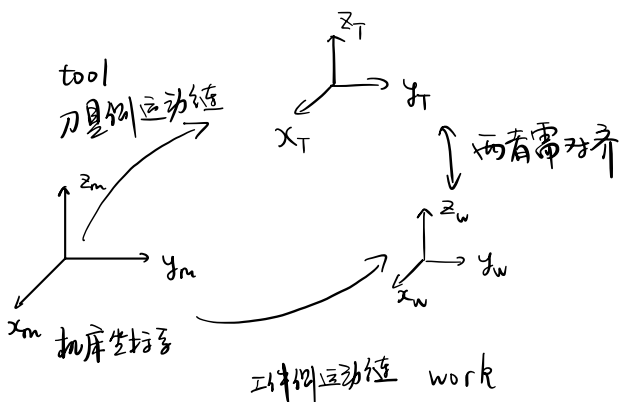 z_T
tool
y_T
刀具侧运动链
x_T
两者需对齐
z_m
z_w
y_m
y_w
x_w
x_m
机床坐标系
工件侧运动链 work